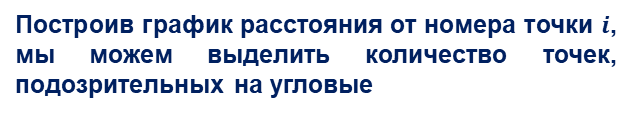 Построив график расстояния от номера точки i,
мы можем выделить количество точек,
подозрительных на угловые